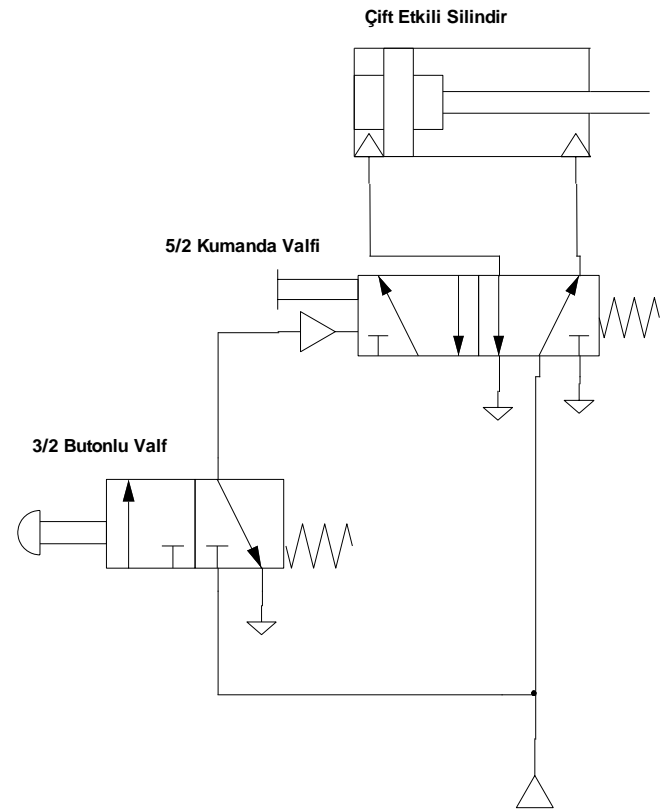 Çift Etkili Silindir
5/2 Kumanda Valfi
3/2 Butonlu Valf